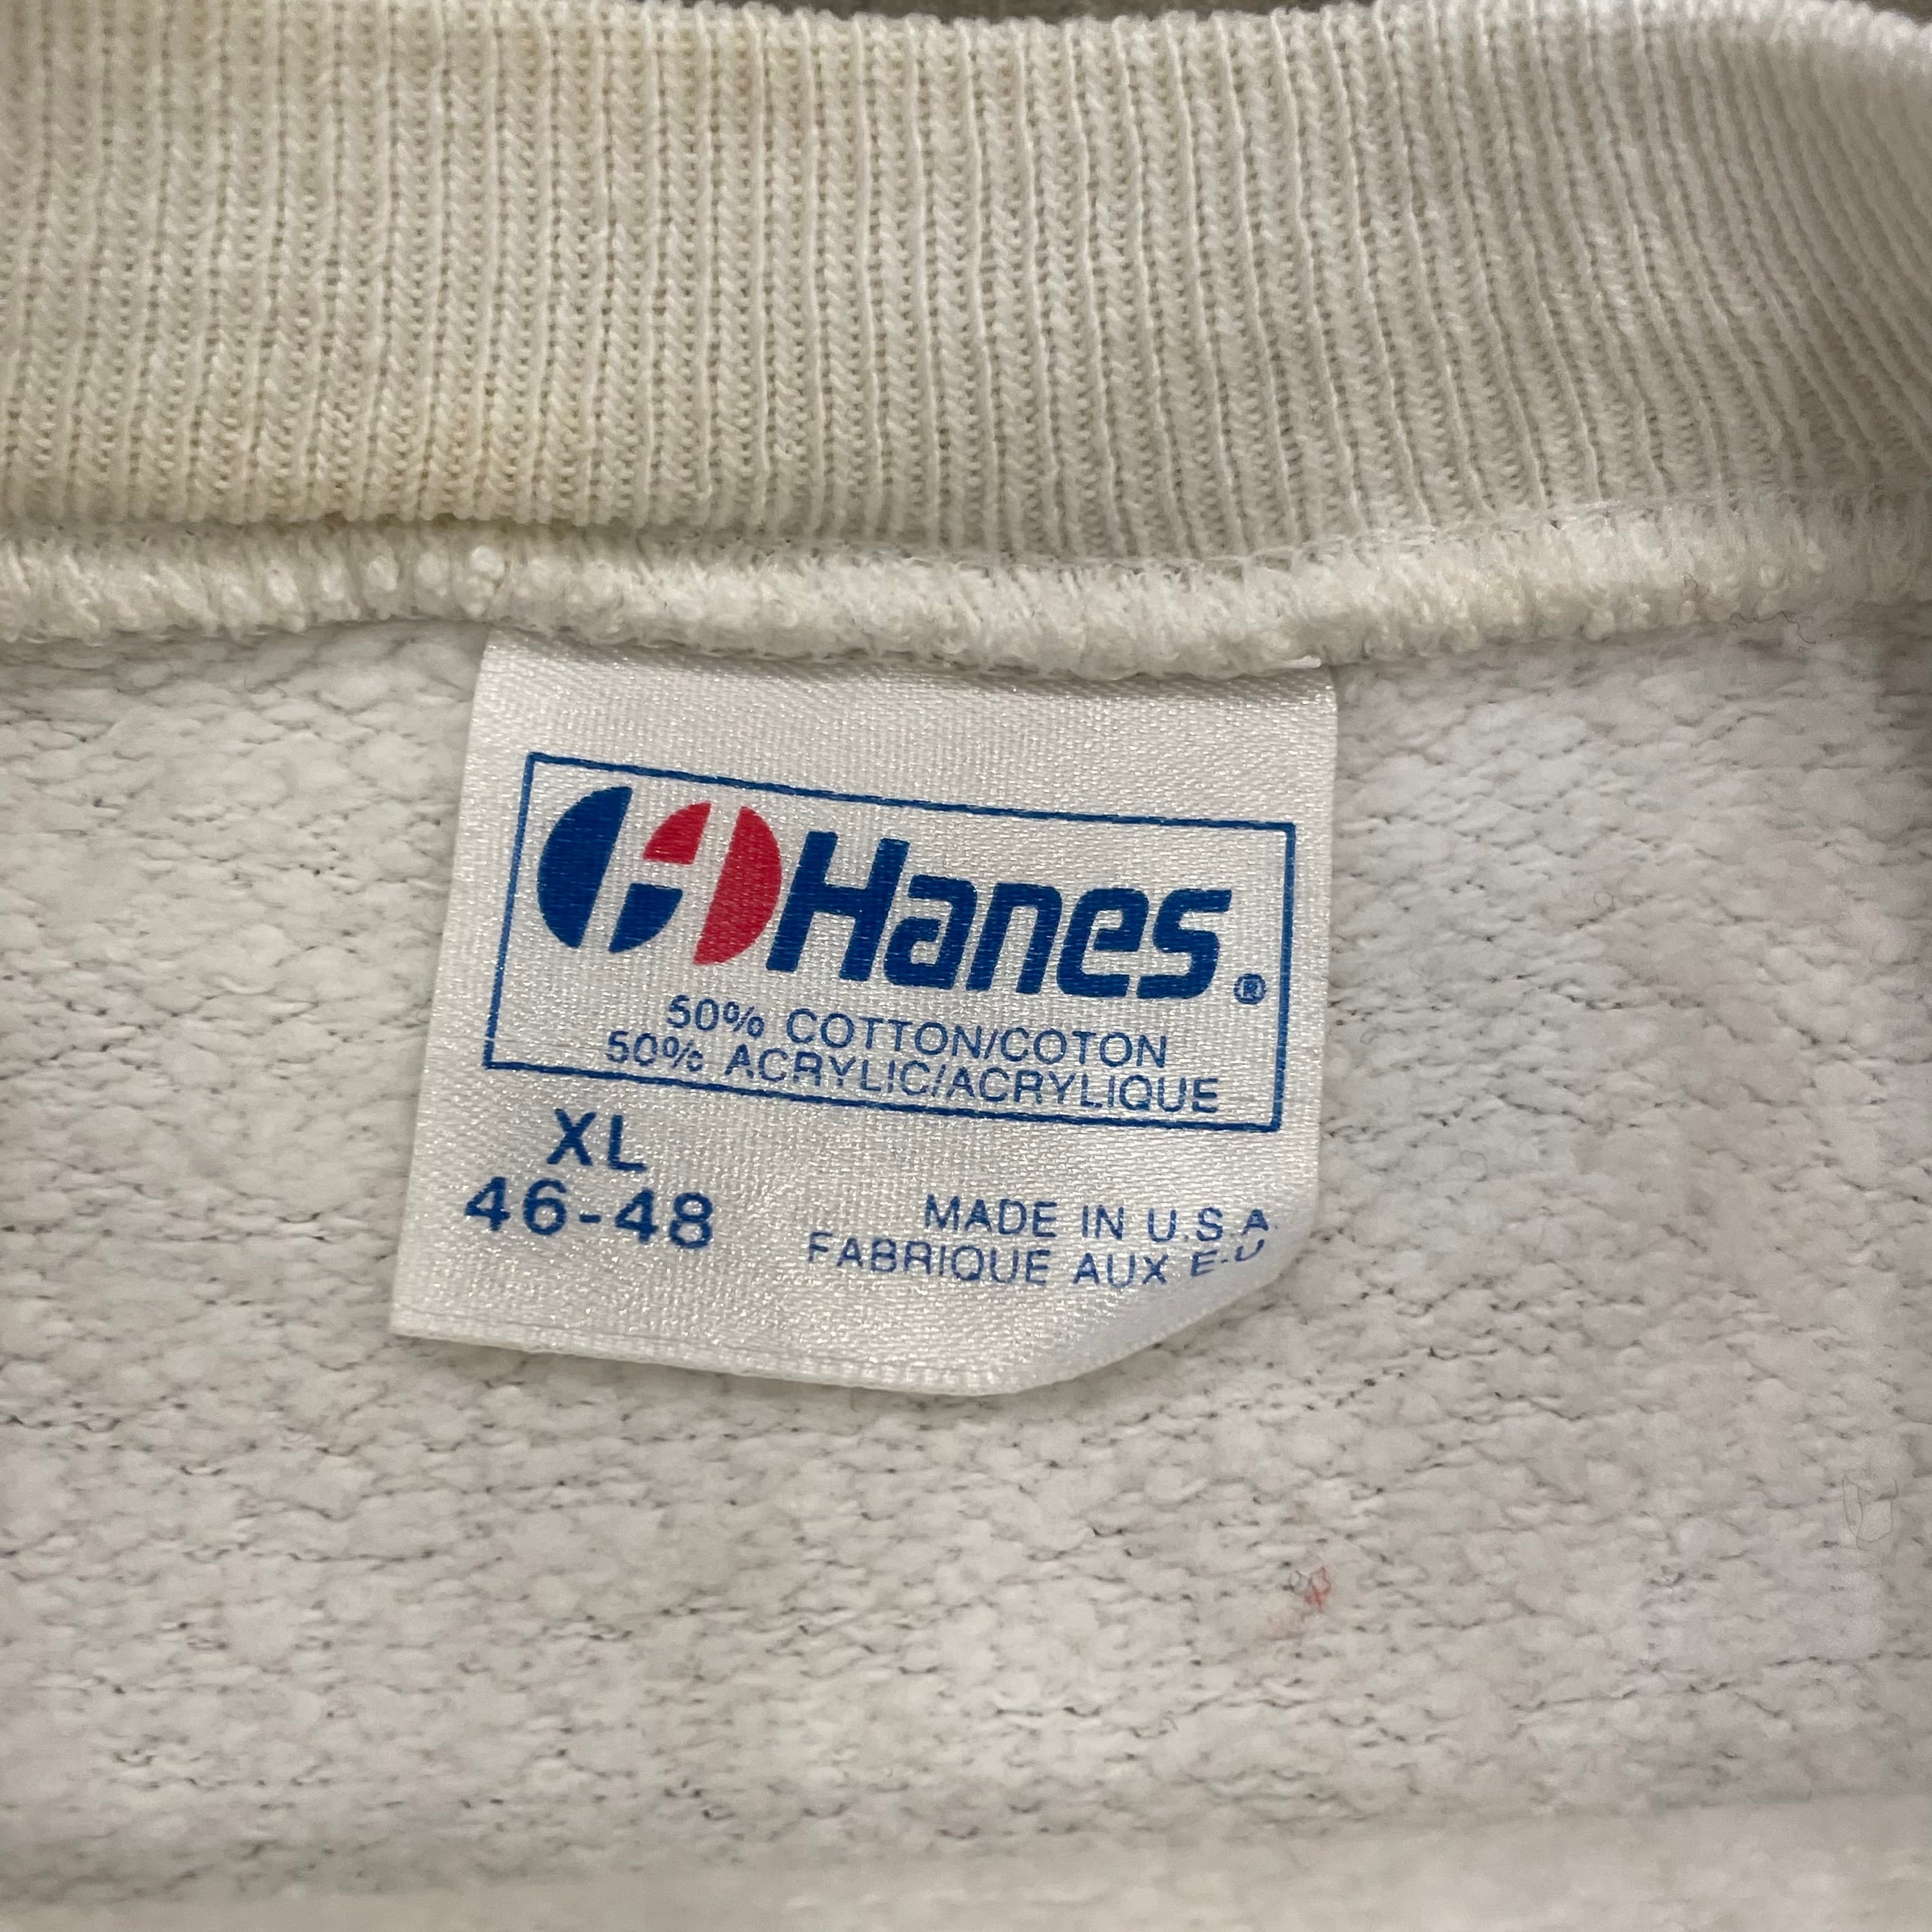 Hanes®
50% COTTON/COTON
50% ACRYLIC/ACRYLIQUE
XL
46-48
MADE IN U.S.A.
FABRIQUE AUX E-U